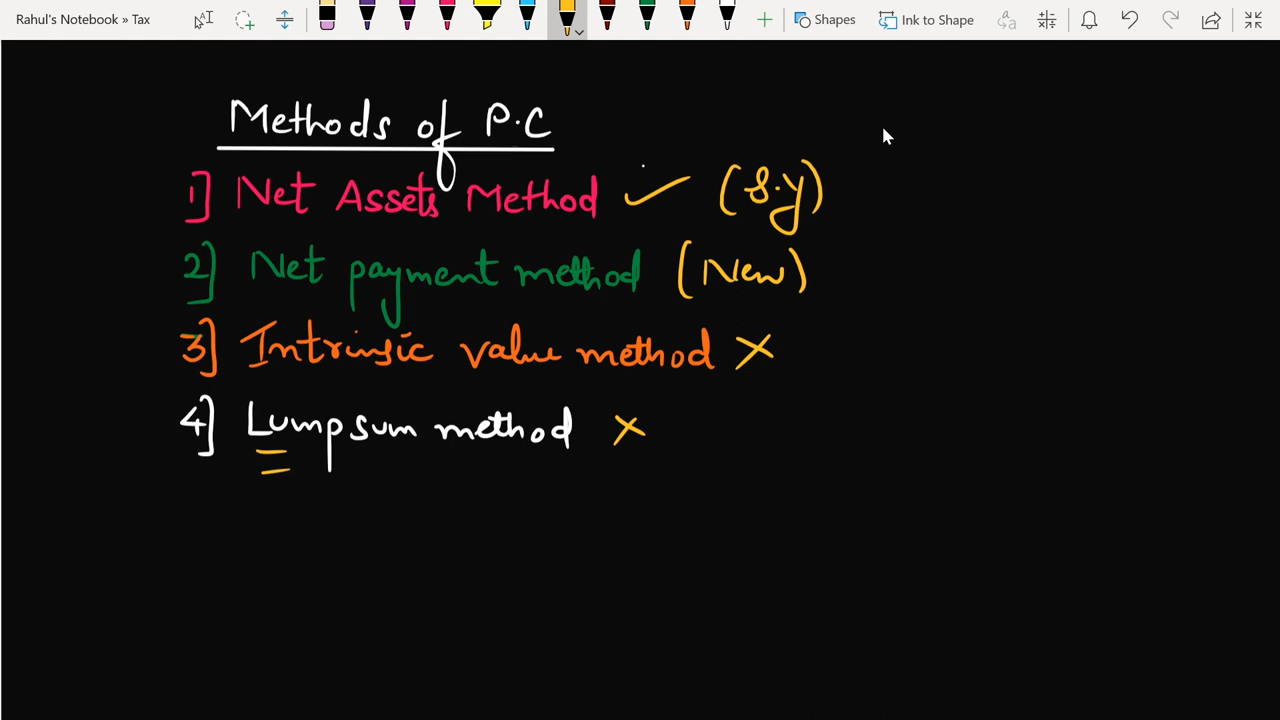 Rahul's Notebook » Tax
Shapes
Ink to Shape
Methods of P.C
1] Net Assets Method ✓ (S.Y)
2] Net payment method (New)
3] Intrinsic value method ×
4] Lumpsum method ×